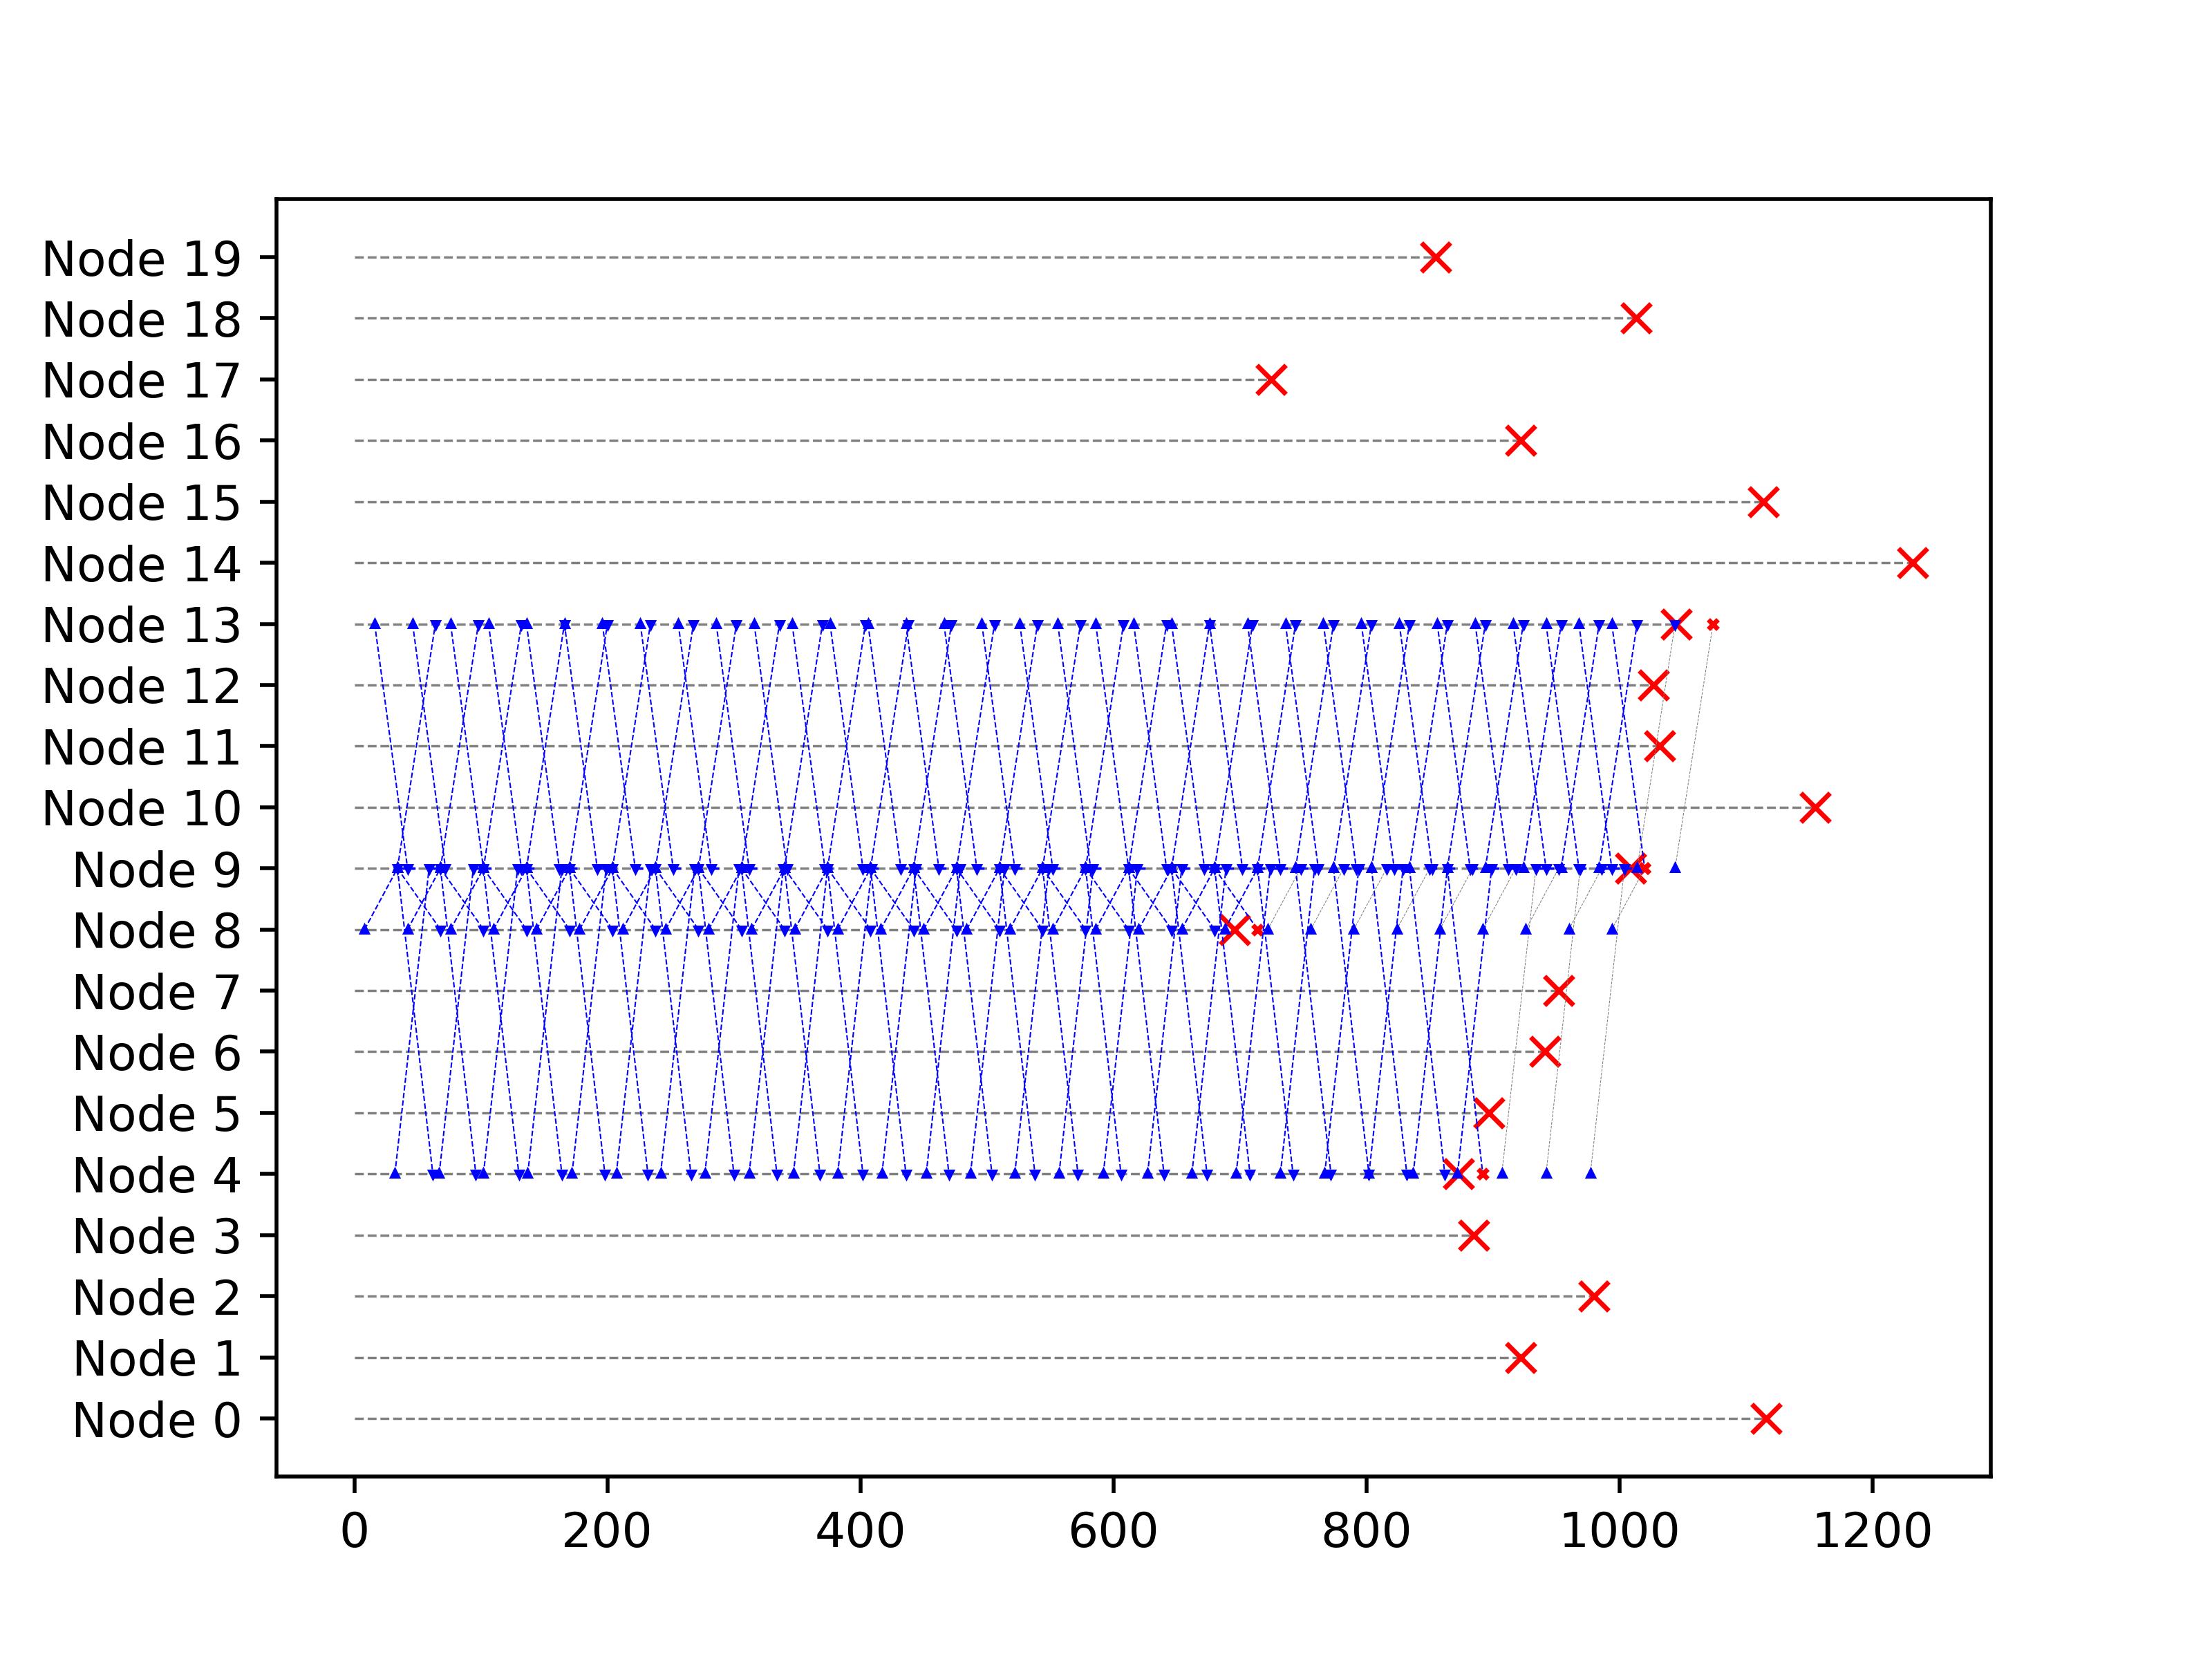 Node 19
Node 18
Node 17
Node 16
Node 15
Node 14
Node 13
Node 12
Node 11
Node 10
Node 9
Node 8
Node 7
Node 6
Node 5
Node 4
Node 3
Node 2
Node 1
Node 0
0 200 400 600 800 1000 1200